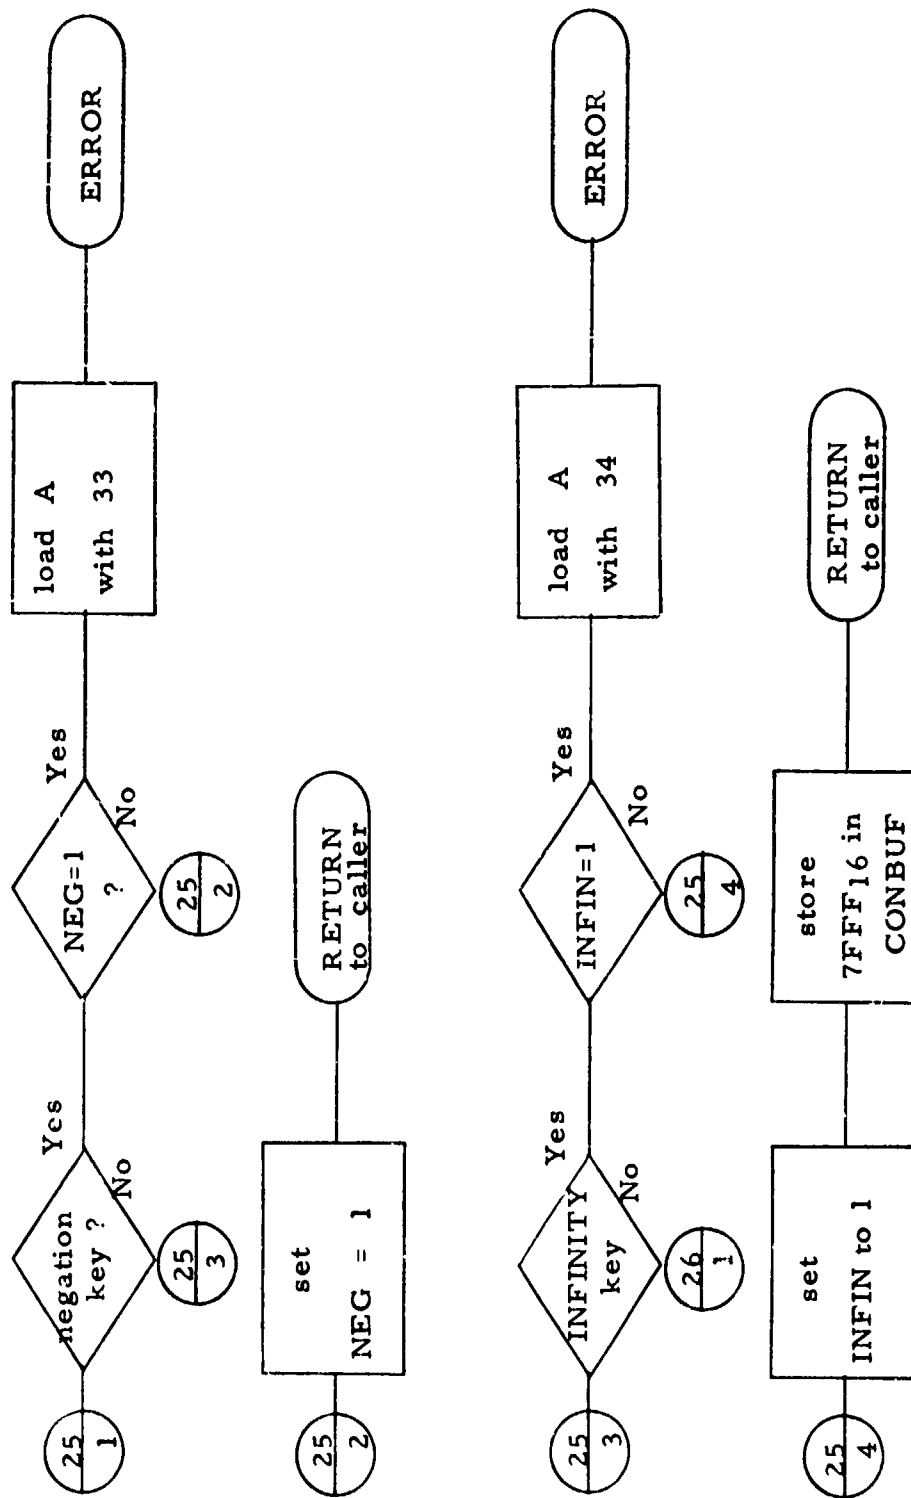 25
1
negation
key ?
Yes
No
25
3
NEG=1
?
Yes
No
25
2
load A
with 33
ERROR
25
2
set
NEG = 1
RETURN
to caller
25
3
INFINITY
key
Yes
No
26
1
INFIN=1
Yes
No
25
4
load A
with 34
ERROR
25
4
set
INFIN to 1
store
7FFF16 in
CONBUF
RETURN
to caller